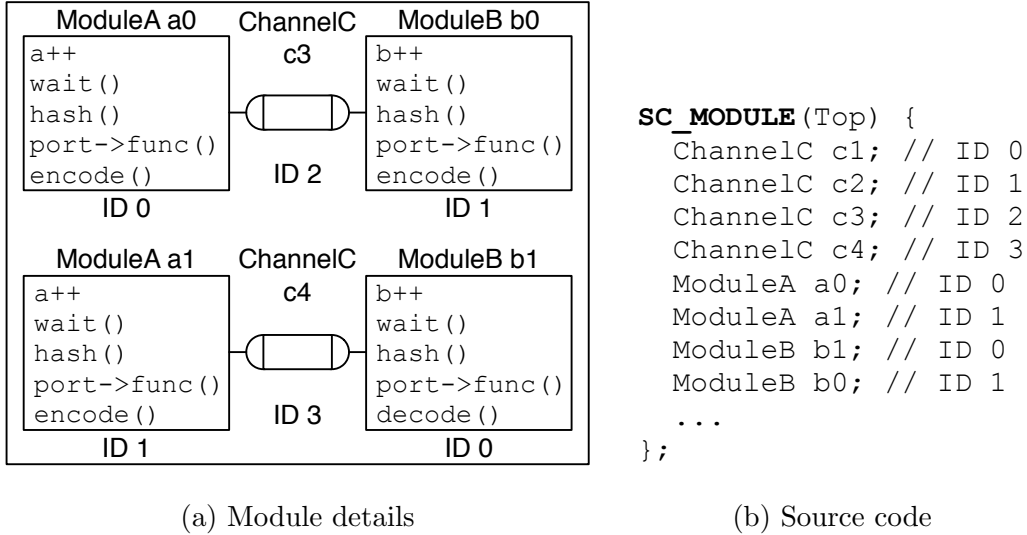 ModuleA a0 ChannelC ModuleB b0
c3
a++
wait()
hash()
port->func()
encode()
ID 0
ID 2
b++
wait()
hash()
port->func()
encode()
ID 1
ModuleA a1 ChannelC ModuleB b1
c4
a++
wait()
hash()
port->func()
encode()
ID 1
ID 3
b++
wait()
hash()
port->func()
decode()
ID 0
(a) Module details
SC_MODULE(Top) {
ChannelC c1; // ID 0
ChannelC c2; // ID 1
ChannelC c3; // ID 2
ChannelC c4; // ID 3
ModuleA a0; // ID 0
ModuleA a1; // ID 1
ModuleB b1; // ID 0
ModuleB b0; // ID 1
...
};
(b) Source code